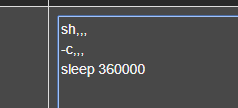 sh,,,
-c,,,
sleep 360000